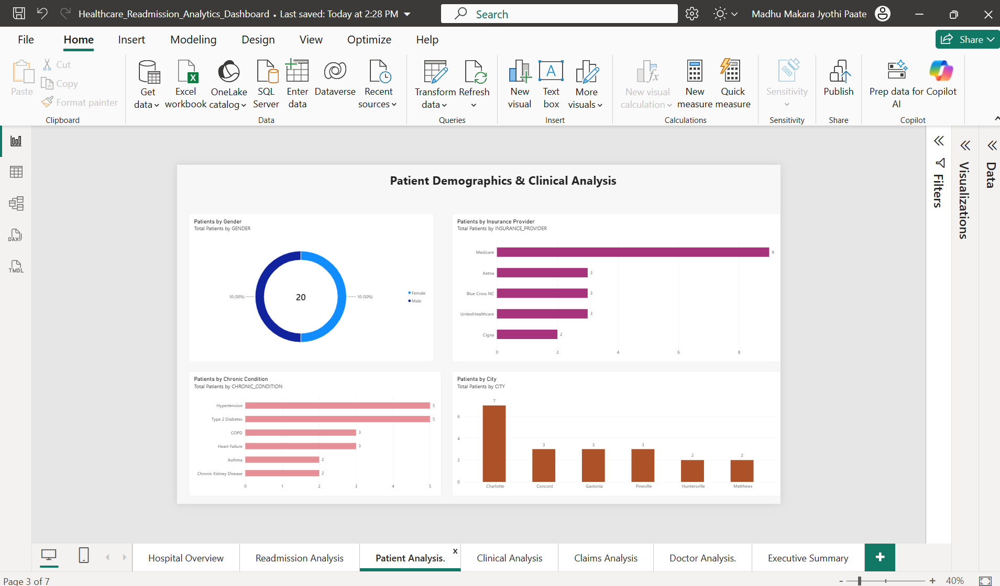 Healthcare_Readmission_Analytics_Dashboard • Last saved: Today at 2:28 PM
Search
Madhu Makara Jyothi Paate
File Home Insert Modeling Design View Optimize Help
Share
Paste
Cut
Copy
Format painter
Clipboard
Get data
Excel workbook
OneLake catalog
SQL Server
Enter data
Dataverse
Recent sources
Data
Transform data
Refresh
Queries
New visual
Text box
More visuals
Insert
New visual calculation
New measure
Quick measure
Calculations
Sensitivity
Sensitivity
Publish
Share
Prep data for AI
Copilot
Copilot
DAX
TMDL
Filters
Visualizations
Data
Patient Demographics & Clinical Analysis
Patients by Gender
Total Patients by GENDER
10 (50%)
20
10 (50%)
Female
Male
Patients by Insurance Provider
Total Patients by INSURANCE_PROVIDER
Medicare 9
Aetna 3
Blue Cross NC 3
UnitedHealthcare 3
Cigna 2
0 2 4 6 8
Patients by Chronic Condition
Total Patients by CHRONIC_CONDITION
Hypertension 5
Type 2 Diabetes 5
COPD 3
Heart Failure 3
Asthma 2
Chronic Kidney Disease 2
0 1 2 3 4 5
Patients by City
Total Patients by CITY
7 3 3 3 2 2
6
4
2
0
Charlotte Concord Gastonia Pineville Huntersville Matthews
Hospital Overview
Readmission Analysis
Patient Analysis. x
Clinical Analysis
Claims Analysis
Doctor Analysis.
Executive Summary
+
Page 3 of 7
- + 40%